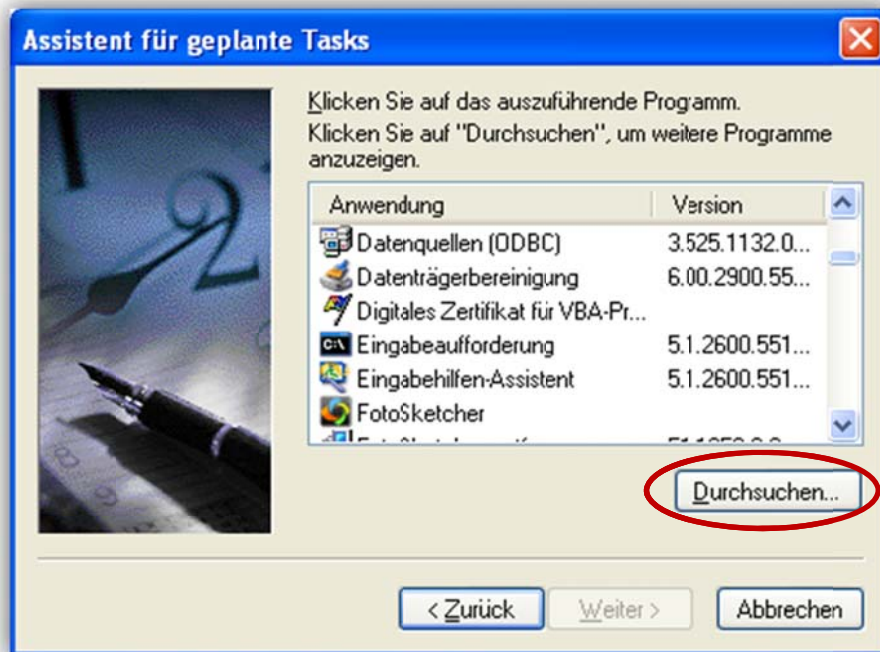 Assistent für geplante Tasks
Klicken Sie auf das auszuführende Programm.
Klicken Sie auf "Durchsuchen", um weitere Programme
anzuzeigen.
Anwendung Version
Datenquellen (ODBC) 3.525.1132.0...
Datenträgerbereinigung 6.00.2900.55...
Digitales Zertifikat für VBA-Pr...
Eingabeaufforderung 5.1.2600.551...
Eingabehilfen-Assistent 5.1.2600.551...
FotoSketcher
Durchsuchen...
< Zurück Weiter > Abbrechen